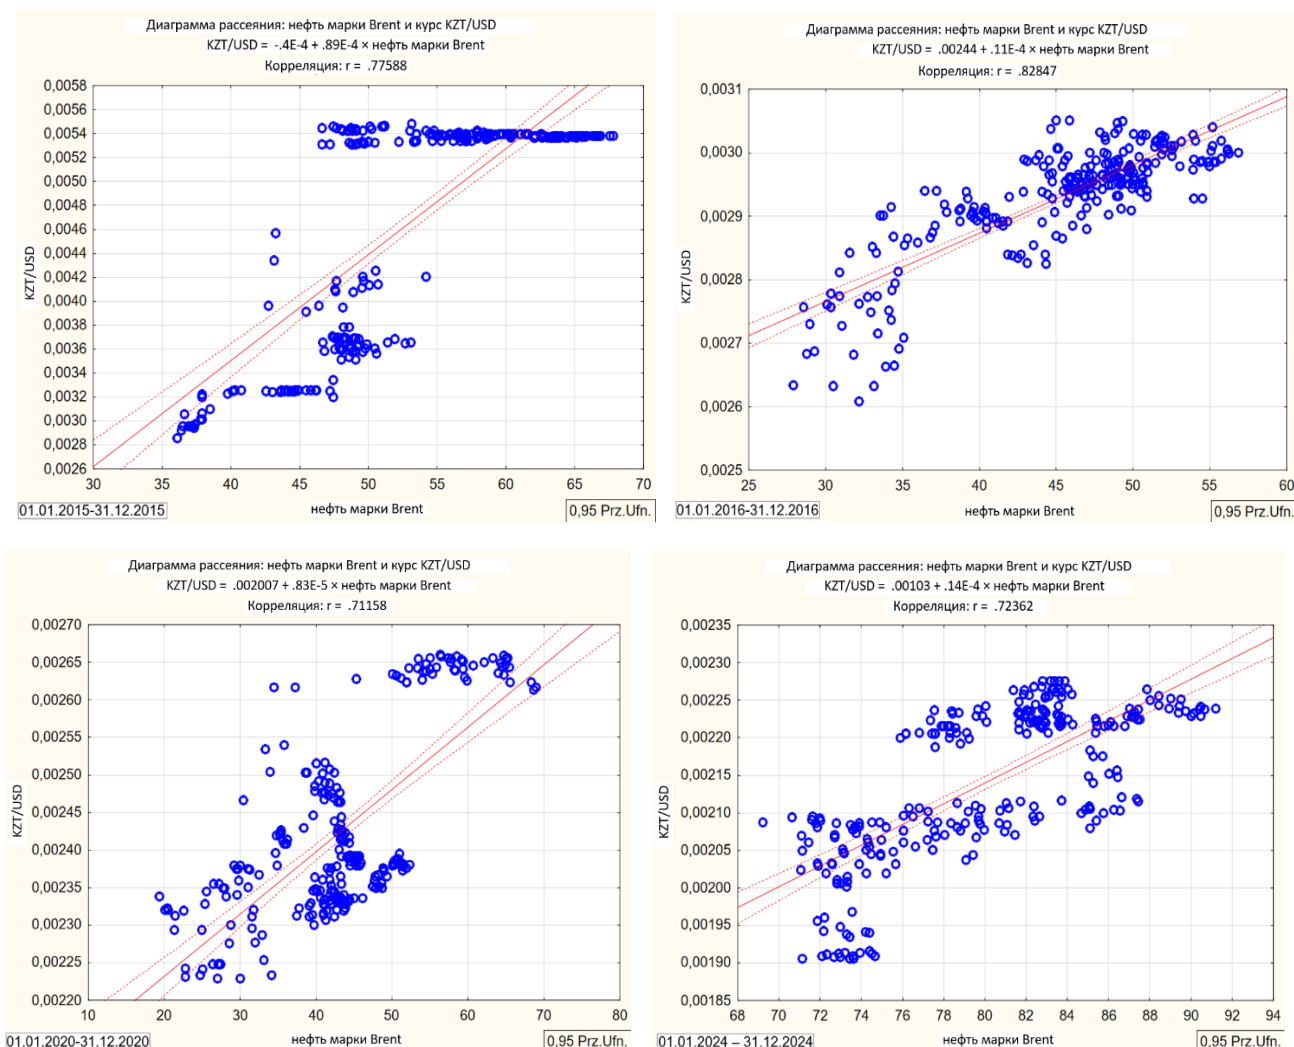 Диаграмма рассеяния: нефть марки Brent и курс KZT/USD
KZT/USD = -.4E-4 + .89E-4 × нефть марки Brent
Корреляция: r = .77588
0,0058
0,0056
0,0054
0,0052
0,0050
0,0048
0,0046
0,0044
0,0042
0,0040
0,0038
0,0036
0,0034
0,0032
0,0030
0,0028
0,0026
KZT/USD
30 35 40 45 50 55 60 65 70
01.01.2015-31.12.2015
нефть марки Brent
0,95 Prz.Ufn.
Диаграмма рассеяния: нефть марки Brent и курс KZT/USD
KZT/USD = .00244 + .11E-4 × нефть марки Brent
Корреляция: r = .82847
0,0031
0,0030
0,0029
0,0028
0,0027
0,0026
0,0025
KZT/USD
25 30 35 40 45 50 55 60
01.01.2016-31.12.2016
нефть марки Brent
0,95 Prz.Ufn.
Диаграмма рассеяния: нефть марки Brent и курс KZT/USD
KZT/USD = .002007 + .83E-5 × нефть марки Brent
Корреляция: r = .71158
0,00270
0,00265
0,00260
0,00255
0,00250
0,00245
0,00240
0,00235
0,00230
0,00225
0,00220
KZT/USD
10 20 30 40 50 60 70 80
01.01.2020-31.12.2020
нефть марки Brent
0,95 Prz.Ufn.
Диаграмма рассеяния: нефть марки Brent и курс KZT/USD
KZT/USD = .00103 + .14E-4 × нефть марки Brent
Корреляция: r = .72362
0,00235
0,00230
0,00225
0,00220
0,00215
0,00210
0,00205
0,00200
0,00195
0,00190
0,00185
KZT/USD
68 70 72 74 76 78 80 82 84 86 88 90 92 94
01.01.2024 – 31.12.2024
нефть марки Brent
0,95 Prz.Ufn.